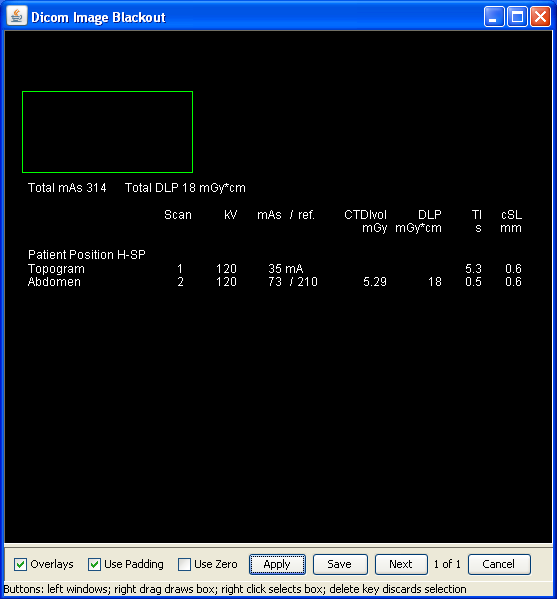 Dicom Image Blackout
Total mAs 314 Total DLP 18 mGy*cm
Scan kV mAs / ref. CTDIvol DLP TI cSL
mGy mGy*cm s mm
Patient Position H-SP
Topogram 1 120 35 mA 5.3 0.6
Abdomen 2 120 73 / 210 5.29 18 0.5 0.6
Overlays Use Padding Use Zero Apply Save Next 1 of 1 Cancel
Buttons: left windows; right drag draws box; right click selects box; delete key discards selection